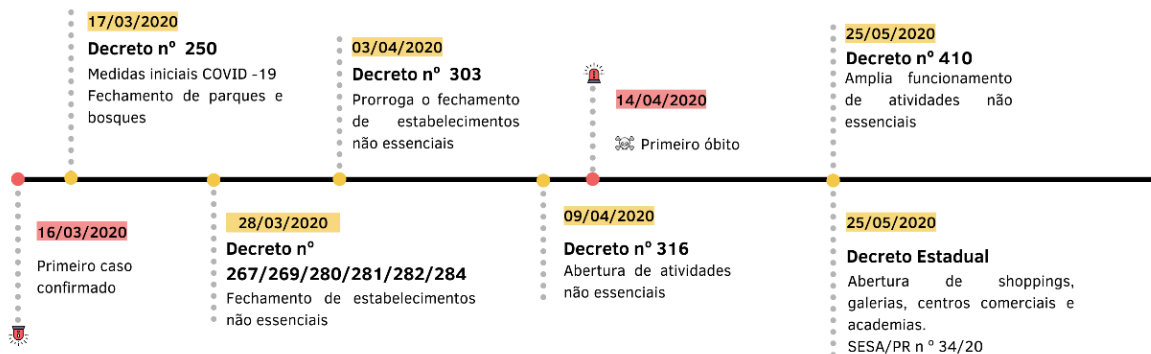 17/03/2020
Decreto nº 250
Medidas iniciais COVID -19
Fechamento de parques e
bosques
03/04/2020
Decreto nº 303
Prorroga o fechamento
de estabelecimentos
não essenciais
14/04/2020
Primeiro óbito
25/05/2020
Decreto nº 410
Amplia funcionamento
de atividades não
essenciais
16/03/2020
Primeiro caso
confirmado
28/03/2020
Decreto nº
267/269/280/281/282/284
Fechamento de estabelecimentos
não essenciais
09/04/2020
Decreto nº 316
Abertura de atividades
não essenciais
25/05/2020
Decreto Estadual
Abertura de shoppings,
galerias, centros comerciais e
academias.
SESA/PR n º 34/20